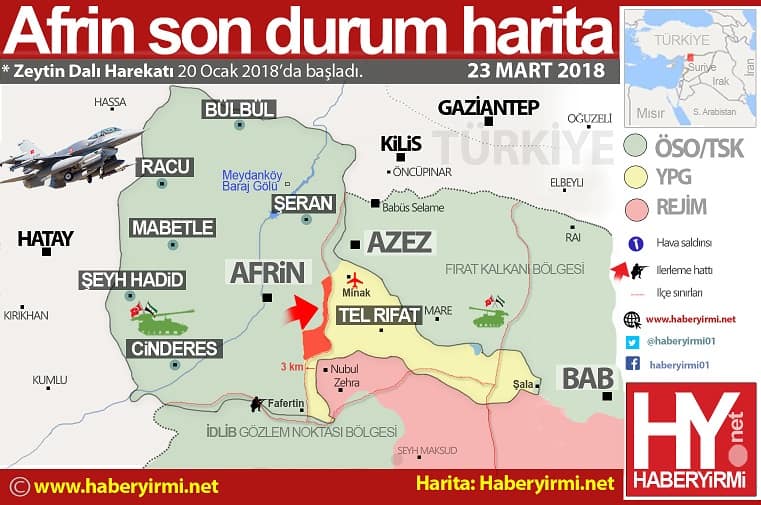 Afrin son durum harita
* Zeytin Dalı Harekatı 20 Ocak 2018'da başladı.
23 MART 2018
TÜRKİYE
Suriye
Irak
İran
Mısır
S. Arabistan
HASSA
BÜLBÜL
GAZİANTEP
OĞUZELİ
KİLİS
TÜRKİYE
ÖNCÜPINAR
RACU
Meydanköy
Baraj Gölü
ELBEYLİ
ŞERAN
Babüs Selame
MABETLE
HATAY
AZEZ
RAI
ŞEYH HADİD
AFRİN
FIRAT KALKANI BÖLGESİ
Minak
KIRIKHAN
TEL RIFAT
MARE
CİNDERES
3 km
Nubul
Zehra
KUMLU
Şala
BAB
Fafertin
İDLİB GÖZLEM NOKTASI BÖLGESİ
SEYH MAKSUD
ÖSO/TSK
YPG
REJİM
Hava saldırısı
İlerleme hattı
İlçe sınırları
www.haberyirmi.net
@haberyirmi01
haberyirmi01
HY.net
HABERYİRMİ
© www.haberyirmi.net
Harita: Haberyirmi.net